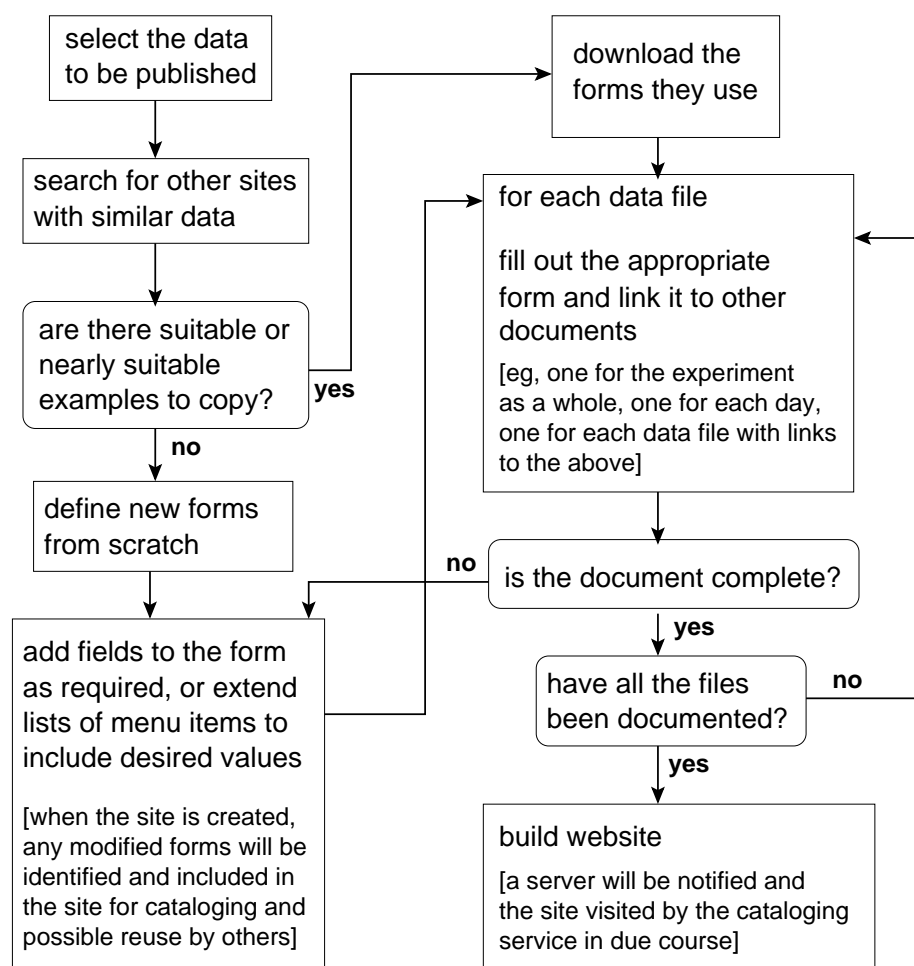 select the data
to be published
search for other sites
with similar data
are there suitable or
nearly suitable
examples to copy?
yes
no
define new forms
from scratch
add fields to the form
as required, or extend
lists of menu items to
include desired values
[when the site is created,
any modified forms will be
identified and included in
the site for cataloging and
possible reuse by others]
download the
forms they use
for each data file
fill out the appropriate
form and link it to other
documents
[eg, one for the experiment
as a whole, one for each day,
one for each data file with links
to the above]
no
is the document complete?
yes
have all the files
been documented?
no
yes
build website
[a server will be notified and
the site visited by the cataloging
service in due course]